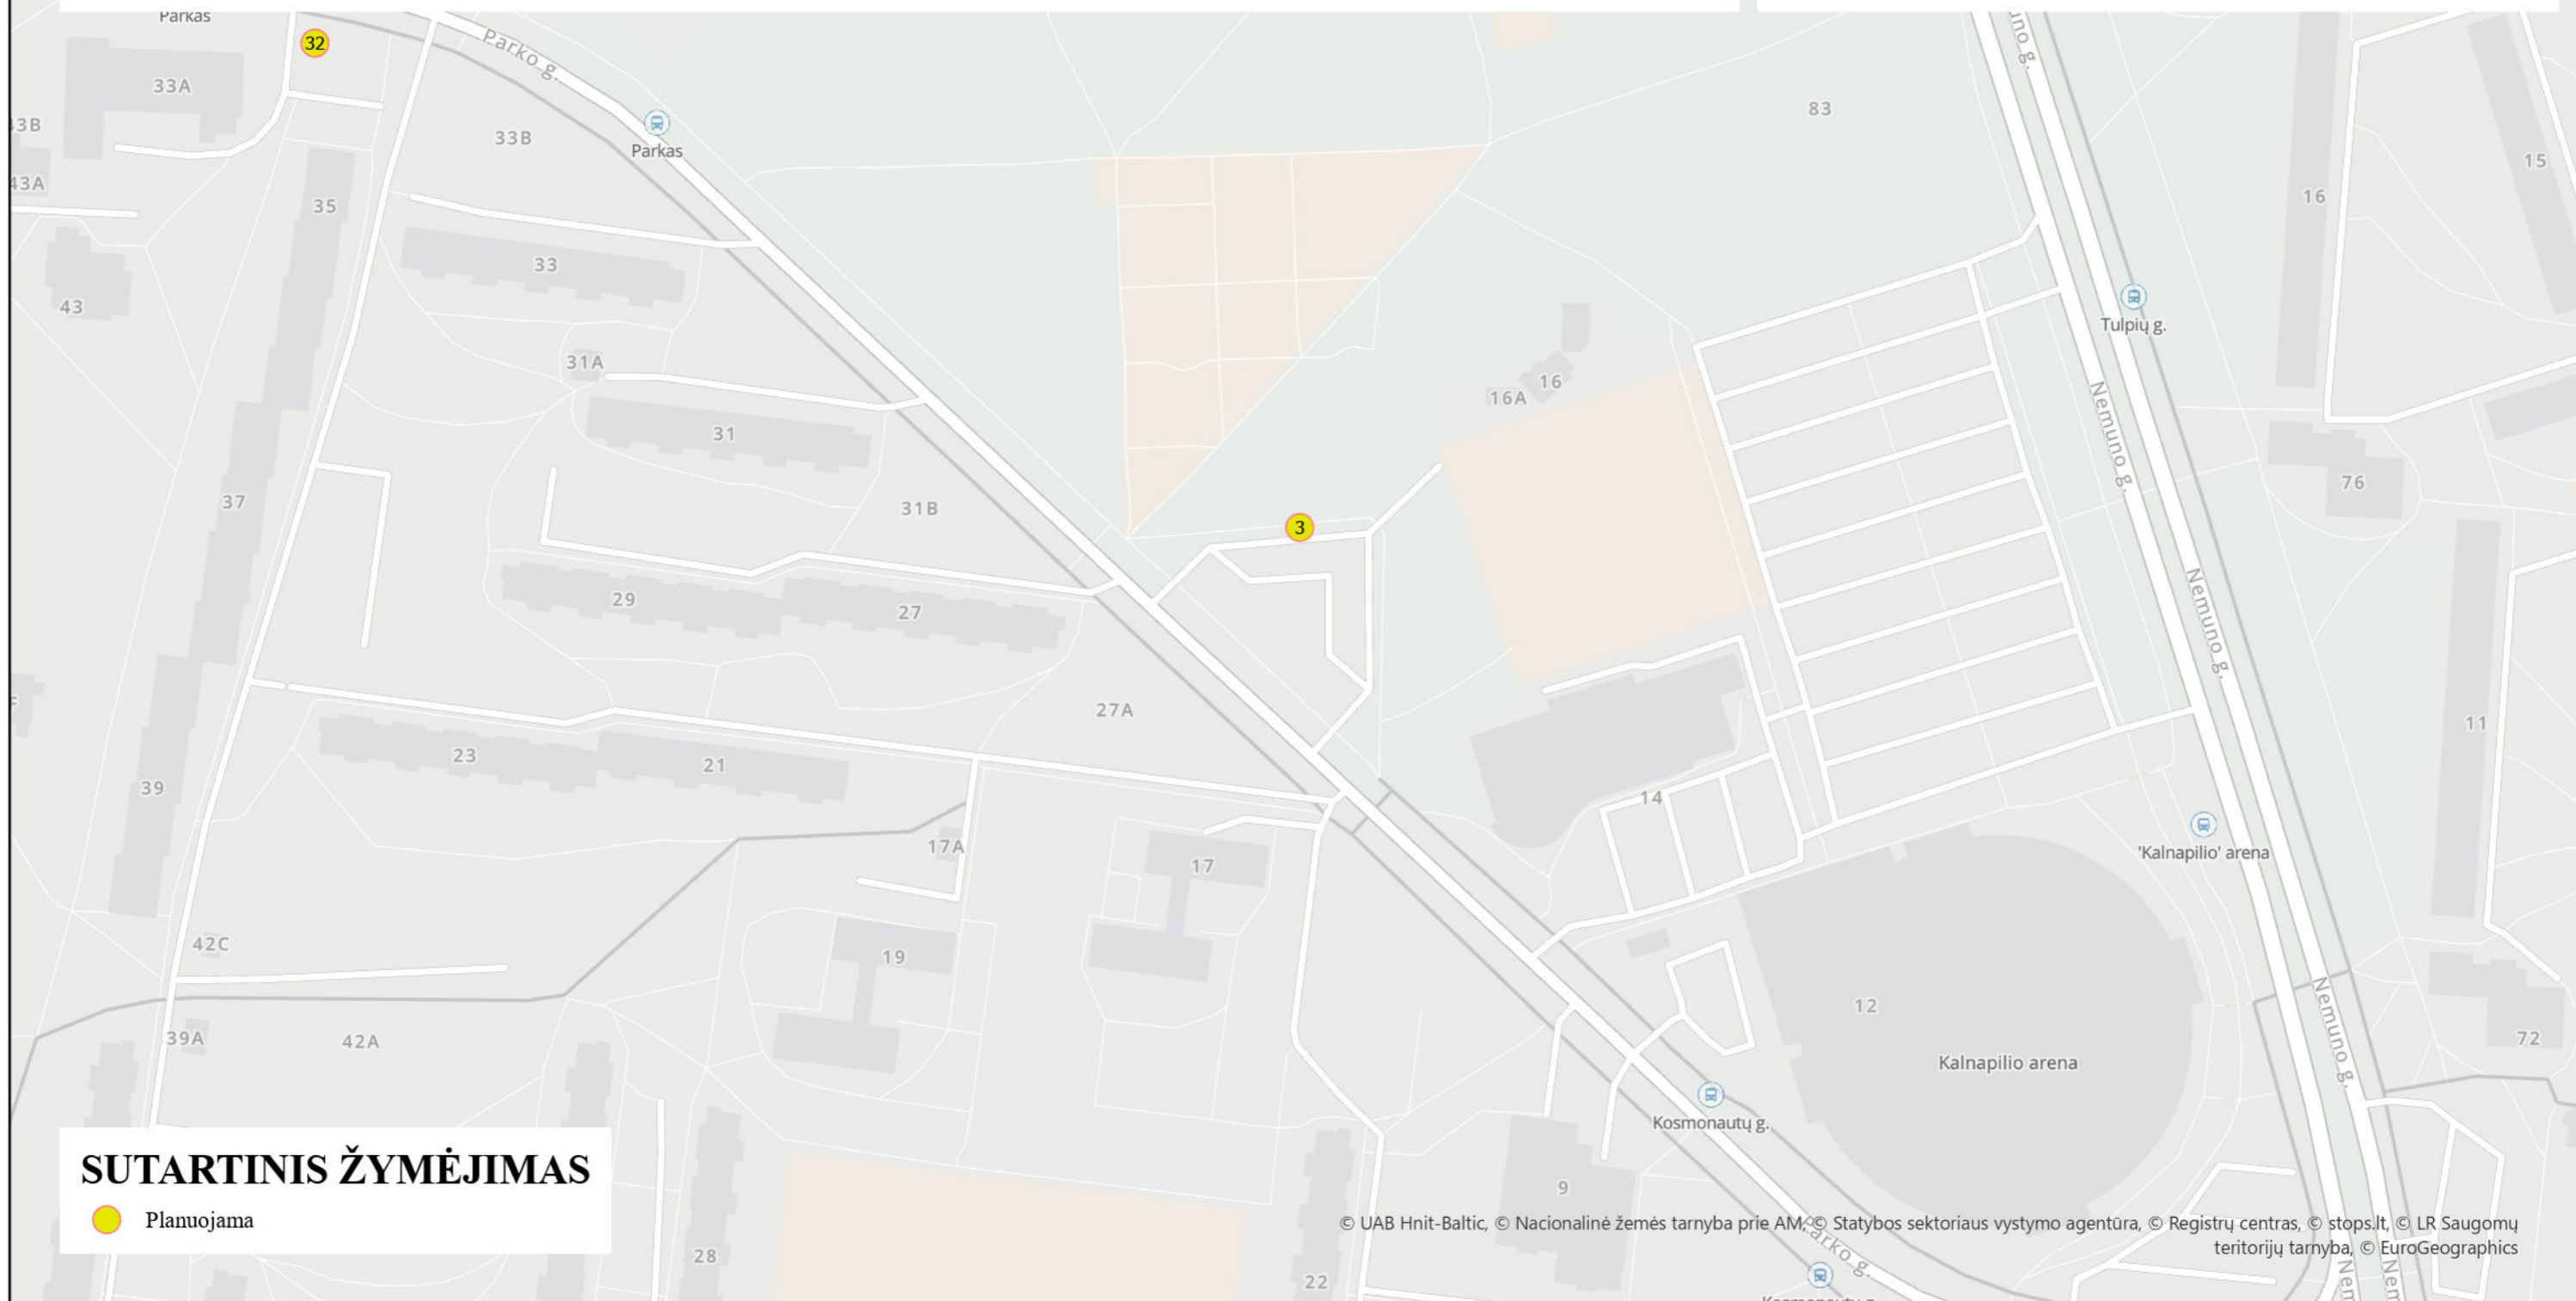 Parkas
32
33A
Parko g.
Nemuno g.
83
43B
33B
Parkas
16
15
43A
35
33
43
Tulpių g.
31A
16
16A
Nemuno g.
31
76
37
31B
3
29
27
Nemuno g.
27A
11
23
21
39
14
17A
17
'Kalnapilio' arena
42C
19
12
Nemuno g.
39A
42A
72
Kalnapilio arena
Kosmonautų g.
SUTARTINIS ŽYMĖJIMAS
Planuojama
9
© UAB Hnit-Baltic, © Nacionalinė žemės tarnyba prie AM, © Statybos sektoriaus vystymo agentūra, © Registrų centras, © stops.lt, © LR Saugomų
teritorijų tarnyba, © EuroGeographics
Parko g.
28
22